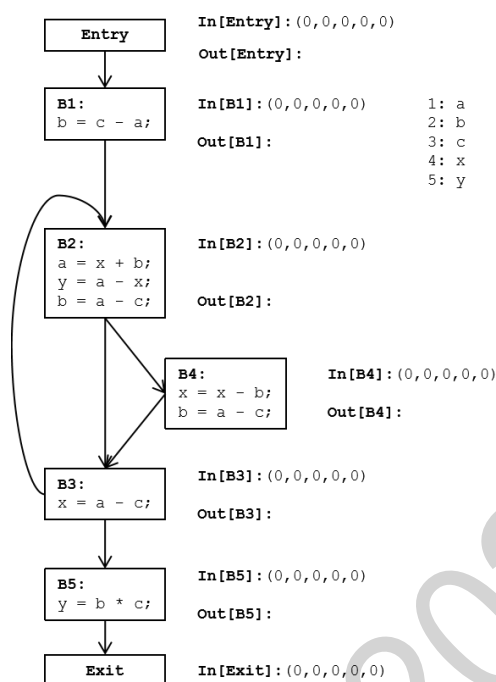 Entry
In[Entry]:(0,0,0,0,0)
Out[Entry]:
B1:
b = c - a;
In[B1]:(0,0,0,0,0)
Out[B1]:
1: a
2: b
3: c
4: x
5: y
B2:
a = x + b;
y = a - x;
b = a - c;
In[B2]:(0,0,0,0,0)
Out[B2]:
B4:
x = x - b;
b = a - c;
In[B4]:(0,0,0,0,0)
Out[B4]:
B3:
x = a - c;
In[B3]:(0,0,0,0,0)
Out[B3]:
B5:
y = b * c;
In[B5]:(0,0,0,0,0)
Out[B5]:
Exit
In[Exit]:(0,0,0,0,0)